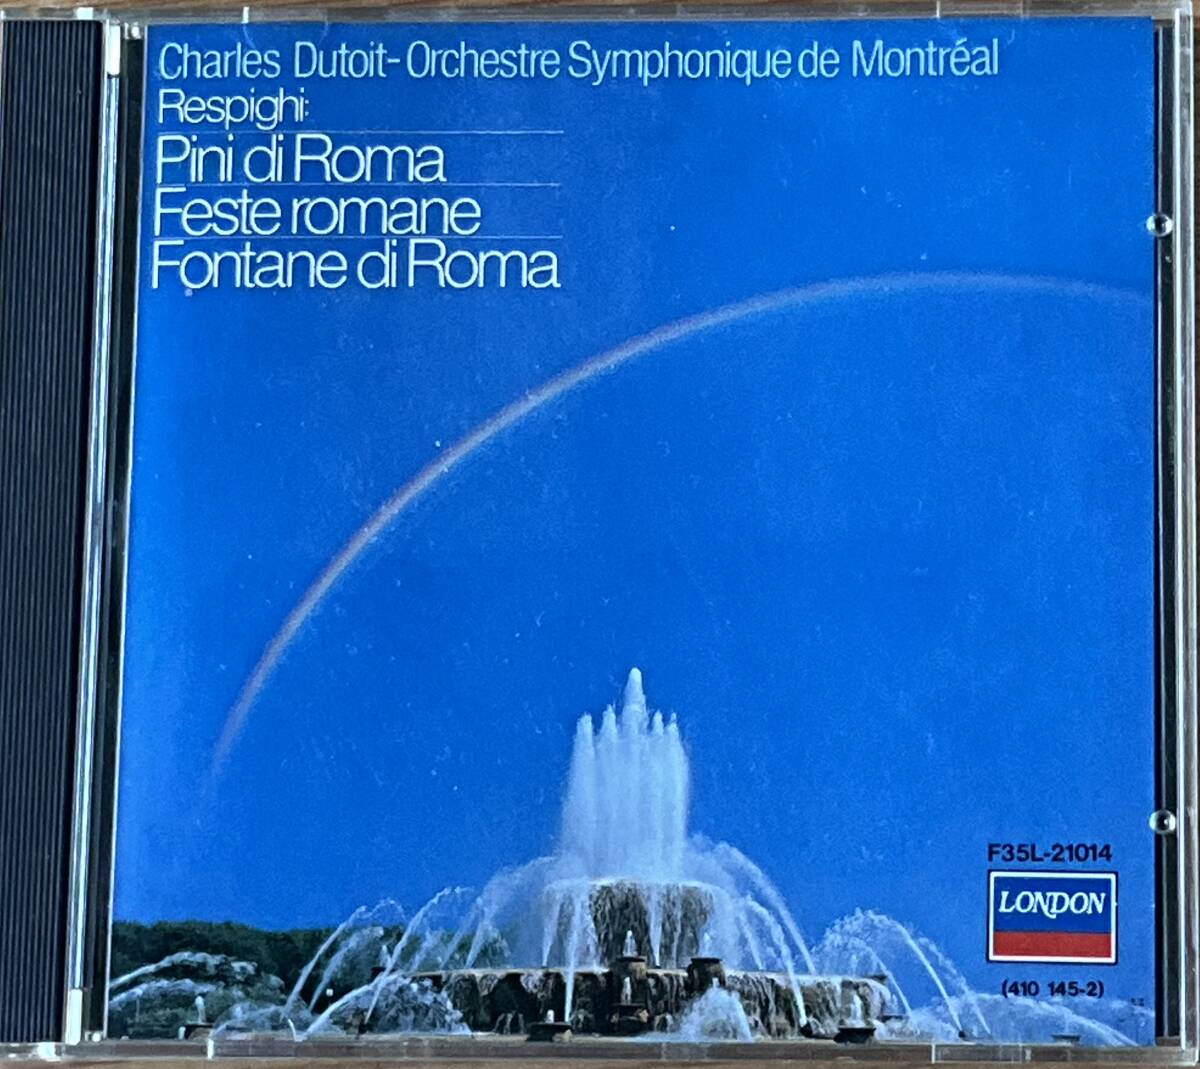 Charles Dutoit-Orchestre Symphonique de Montréal
Respighi:
Pini di Roma
Feste romane
Fontane di Roma
F35L-21014
LONDON
(410 145-2)